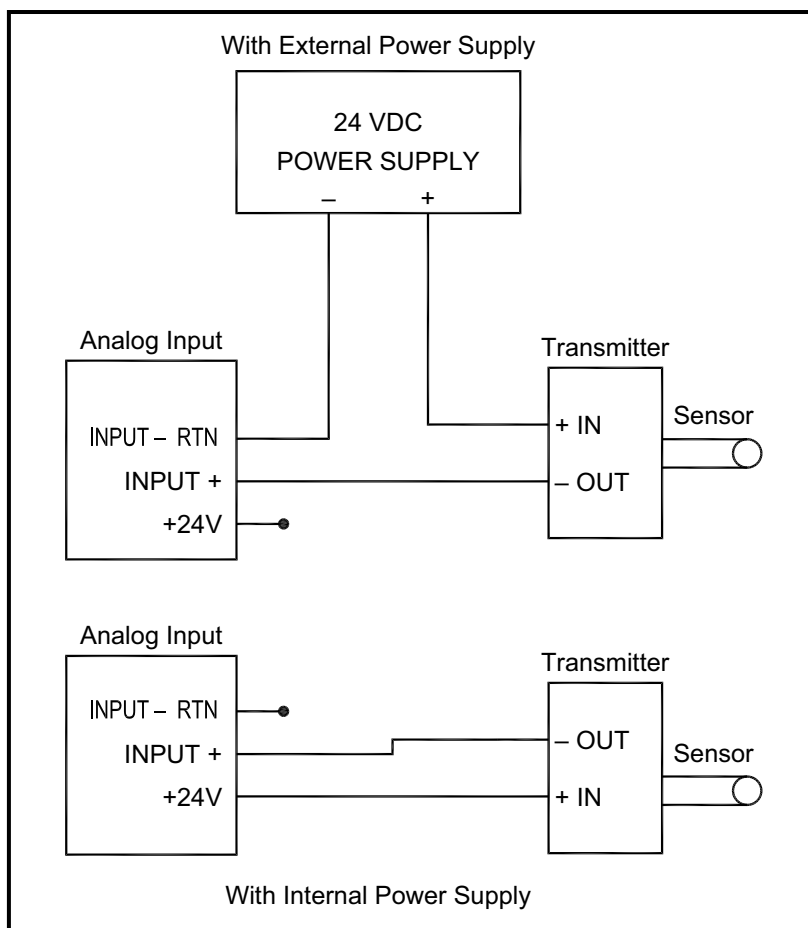 With External Power Supply
24 VDC
POWER SUPPLY
– +
Analog Input
INPUT – RTN
INPUT +
+24V
Transmitter
+ IN
– OUT
Sensor
Analog Input
INPUT – RTN
INPUT +
+24V
Transmitter
– OUT
+ IN
Sensor
With Internal Power Supply